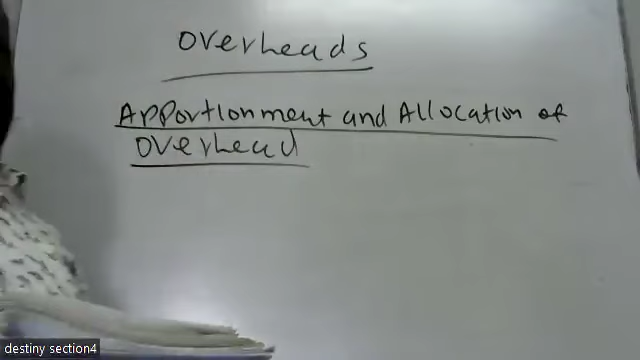 Overheads
Apportionment and Allocation of
Overhead
destiny section4